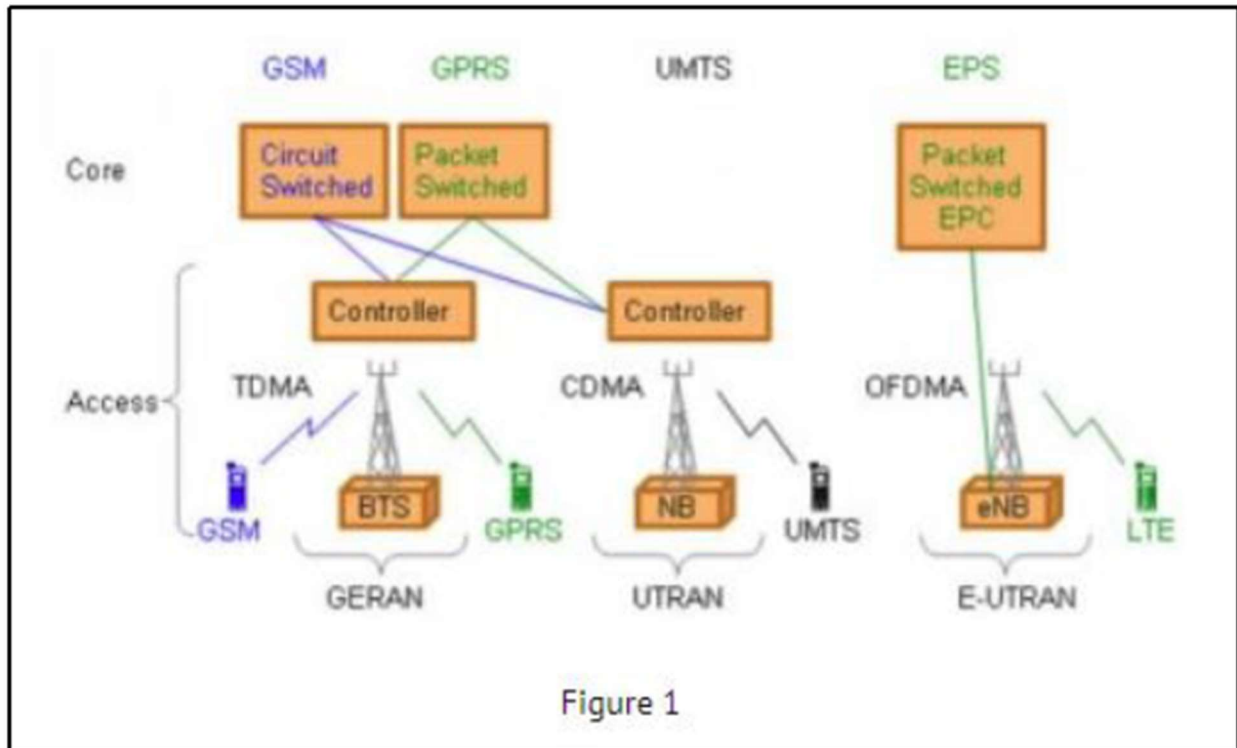 GSM GPRS UMTS EPS
Core
Circuit
Switched
Packet
Switched
Packet
Switched
EPC
Controller
Controller
Access
TDMA
CDMA
OFDMA
GSM
BTS
GPRS
NB
UMTS
eNB
LTE
GERAN
UTRAN
E-UTRAN
Figure 1